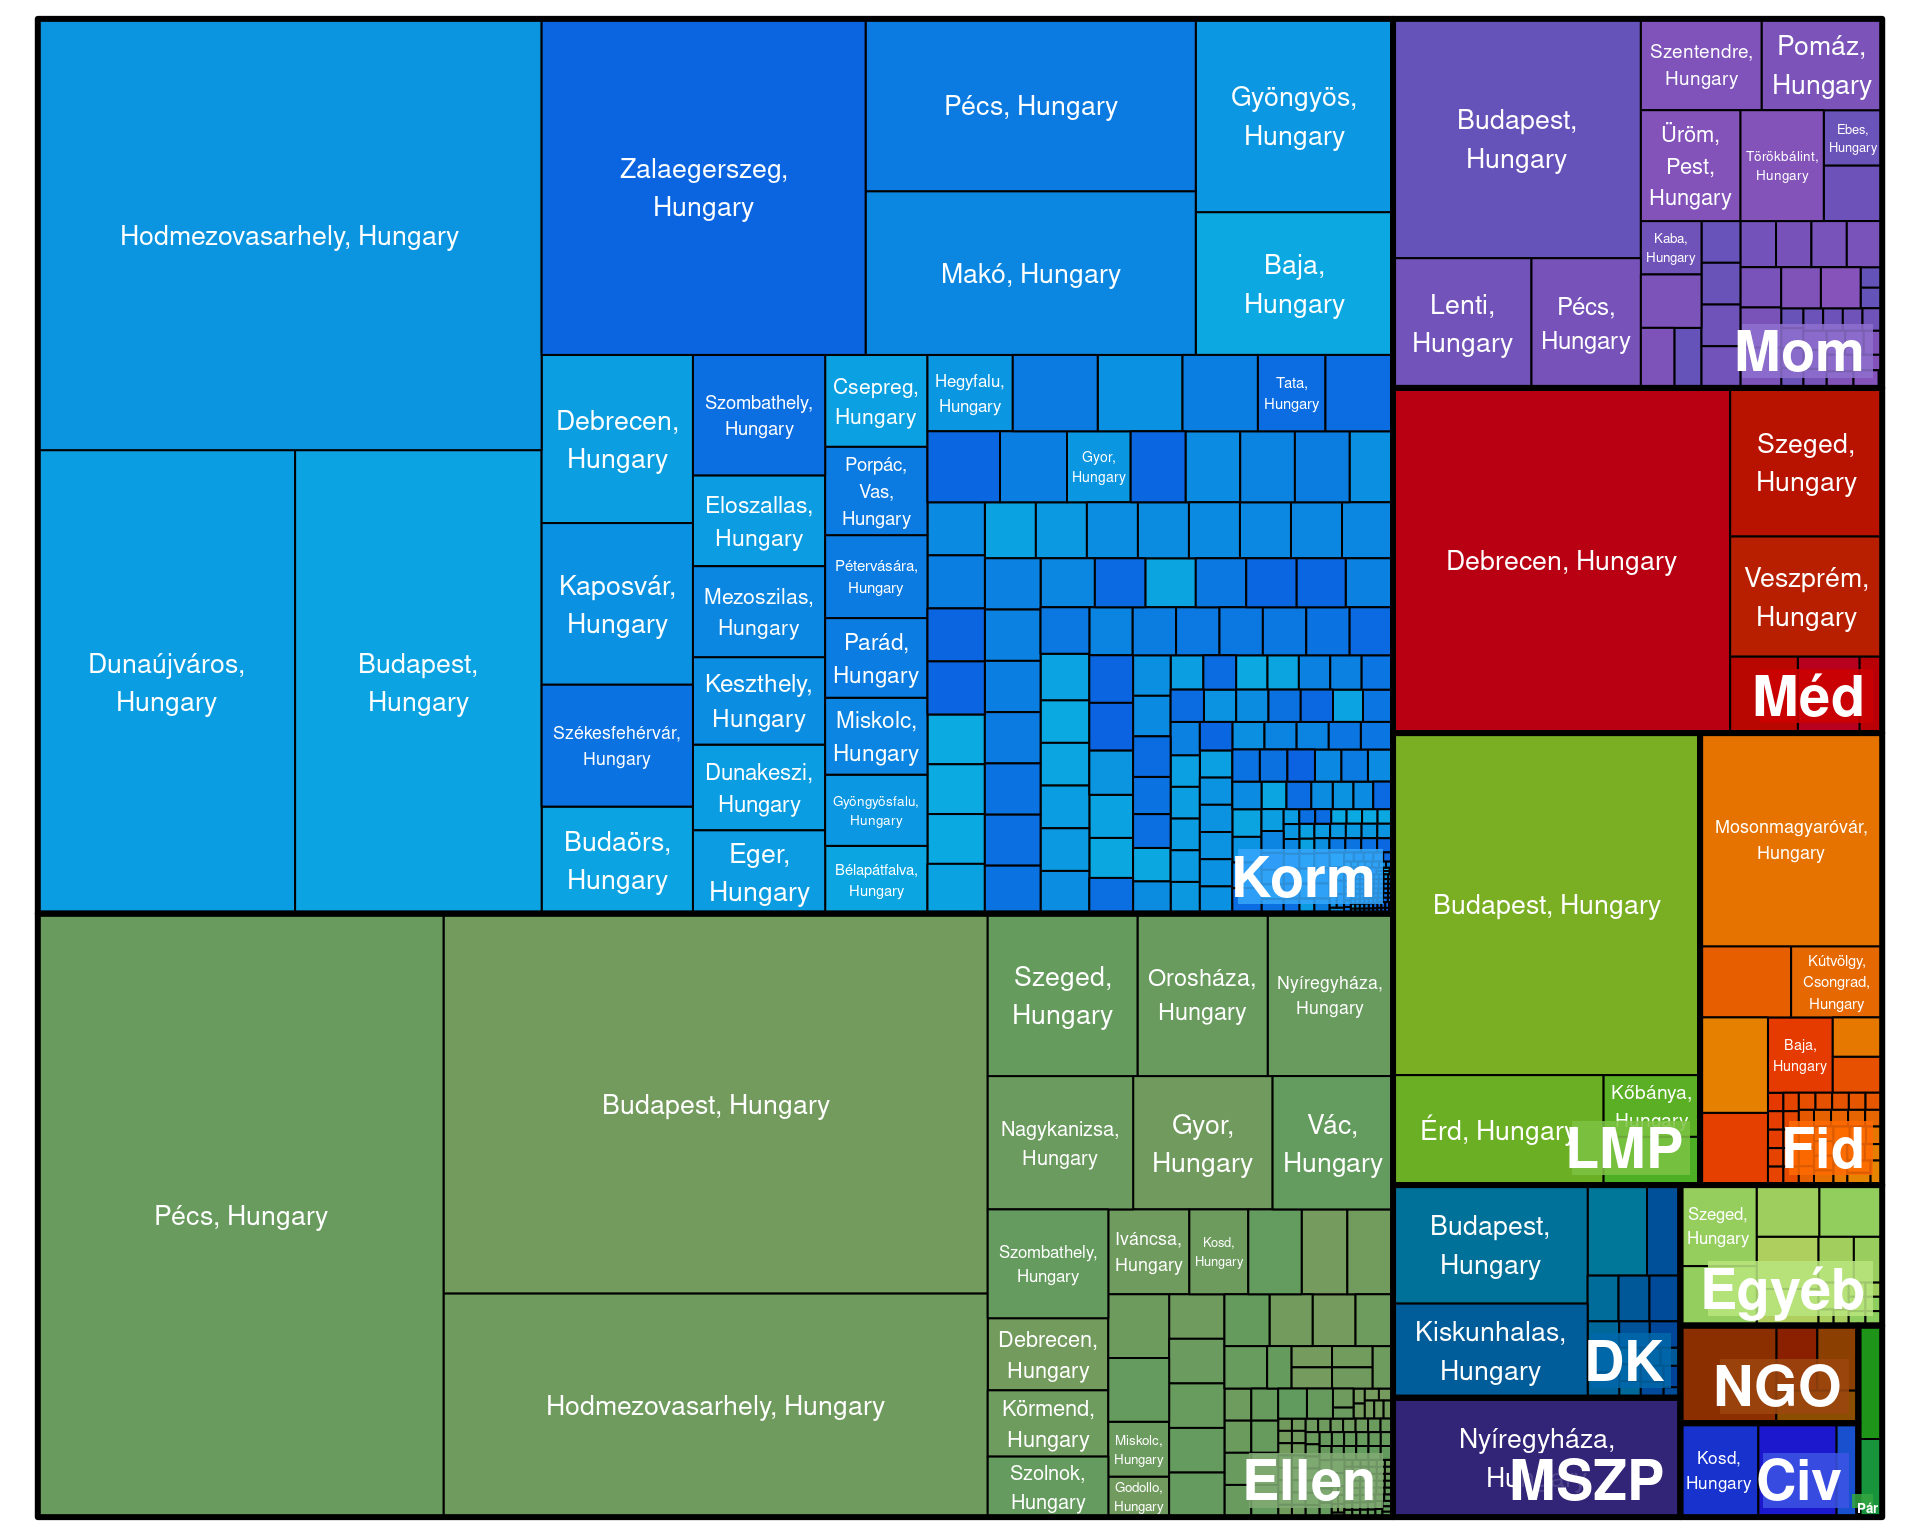 Hodmezovasarhely, Hungary
Dunaújváros,
Hungary
Budapest,
Hungary
Zalaegerszeg,
Hungary
Pécs, Hungary
Makó, Hungary
Gyöngyös,
Hungary
Baja,
Hungary
Debrecen,
Hungary
Kaposvár,
Hungary
Székesfehérvár,
Hungary
Budaörs,
Hungary
Szombathely,
Hungary
Eloszallas,
Hungary
Mezoszilas,
Hungary
Keszthely,
Hungary
Dunakeszi,
Hungary
Eger,
Hungary
Csepreg,
Hungary
Porpác,
Vas,
Hungary
Pétervására,
Hungary
Parád,
Hungary
Miskolc,
Hungary
Gyöngyösfalu,
Hungary
Bélapátfalva,
Hungary
Hegyfalu,
Hungary
Tata,
Hungary
Gyor,
Hungary
Korm
Pécs, Hungary
Budapest, Hungary
Hodmezovasarhely, Hungary
Szeged,
Hungary
Orosháza,
Hungary
Nyíregyháza,
Hungary
Nagykanizsa,
Hungary
Gyor,
Hungary
Vác,
Hungary
Szombathely,
Hungary
Debrecen,
Hungary
Körmend,
Hungary
Szolnok,
Hungary
Iváncsa,
Hungary
Kosd,
Hungary
Miskolc,
Hungary
Godollo,
Hungary
Ellen
Budapest,
Hungary
Lenti,
Hungary
Pécs,
Hungary
Szentendre,
Hungary
Pomáz,
Hungary
Üröm,
Pest,
Hungary
Törökbálint,
Hungary
Ebes,
Hungary
Kaba,
Hungary
Mom
Debrecen, Hungary
Szeged,
Hungary
Veszprém,
Hungary
Méd
Budapest, Hungary
Érd, Hungary
Kőbánya,
Hungary
LMP
Mosonmagyaróvár,
Hungary
Kútvölgy,
Csongrad,
Hungary
Baja,
Hungary
Fid
Budapest,
Hungary
Kiskunhalas,
Hungary
DK
Szeged,
Hungary
Egyéb
NGO
Nyíregyháza,
Hu
MSZP
Kosd,
Hungary
Civ
Pár